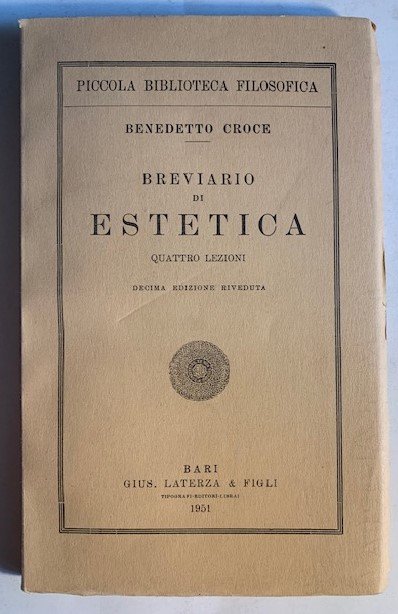 PICCOLA BIBLIOTECA FILOSOFICA
BENEDETTO CROCE
BREVIARIO
DI
ESTETICA
QUATTRO LEZIONI
DECIMA EDIZIONE RIVEDUTA
BARI
GIUS. LATERZA & FIGLI
TIPOGRAFI-EDITORI-LIBRAI
1951